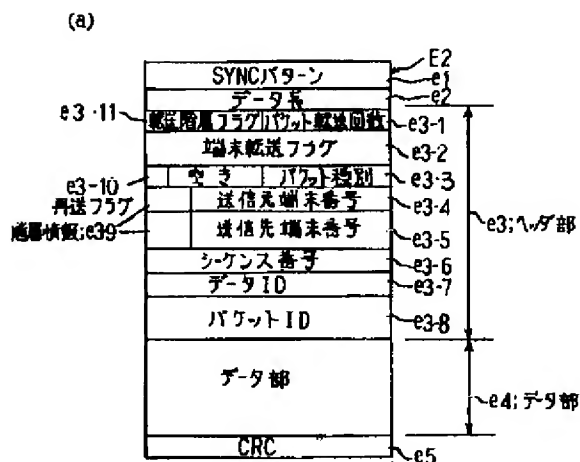 (a)
E2
SYNCパターン
e1
データ長
e2
e3-11
転送階層フラグ パケット転送回数
e3-1
端末転送フラグ
e3-2
e3-10
空き
パケット種別
e3-3
再送フラグ
送信元端末番号
e3-4
階層情報;e39
送信先端末番号
e3-5
シーケンス番号
e3-6
データID
e3-7
パケットID
e3-8
e3;ヘッダ部
データ部
e4;データ部
CRC
e5